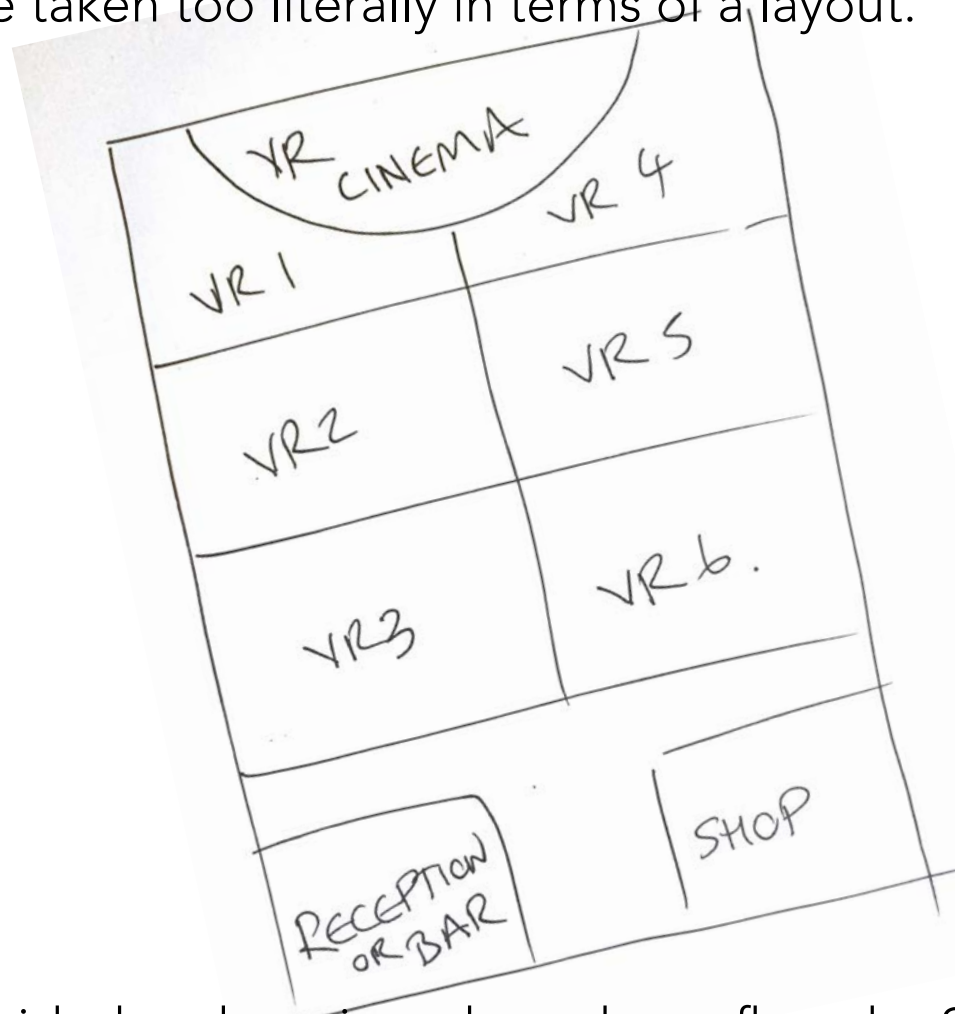 taken too literally in terms of a layout.
VR
CINEMA
VR 4
VR 1
VR 5
VR2
VR 6.
VR3
SHOP
RECEPTION
OR BAR